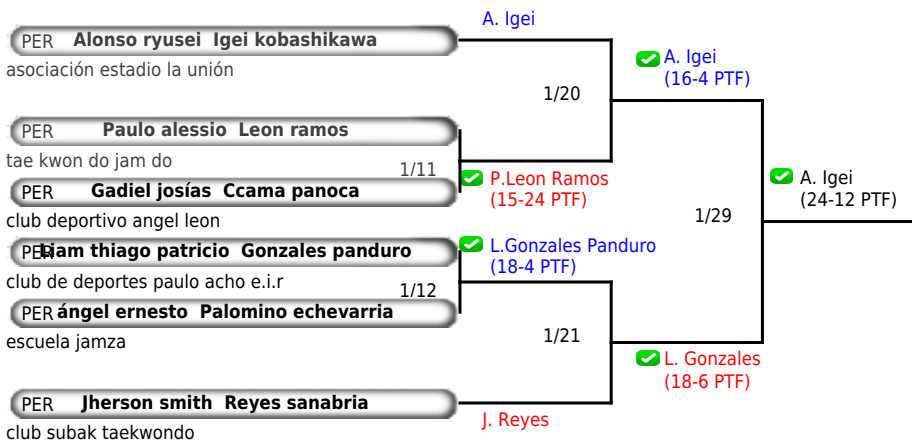 A. Igei
PER Alonso ryusei Igei kobashikawa
asociación estadio la unión
A. Igei
(16-4 PTF)
1/20
PER Paulo alessio Leon ramos
tae kwon do jam do
1/11
P.Leon Ramos
(15-24 PTF)
A. Igei
(24-12 PTF)
PER Gadiel josías Ccama panoca
club deportivo angel leon
1/29
PER Liam thiago patricio Gonzales panduro
L.Gonzales Panduro
(18-4 PTF)
club de deportes paulo acho e.i.r
1/12
PER ángel ernesto Palomino echevarria
escuela jamza
1/21
L. Gonzales
(18-6 PTF)
PER Jherson smith Reyes sanabria
J. Reyes
club subak taekwondo